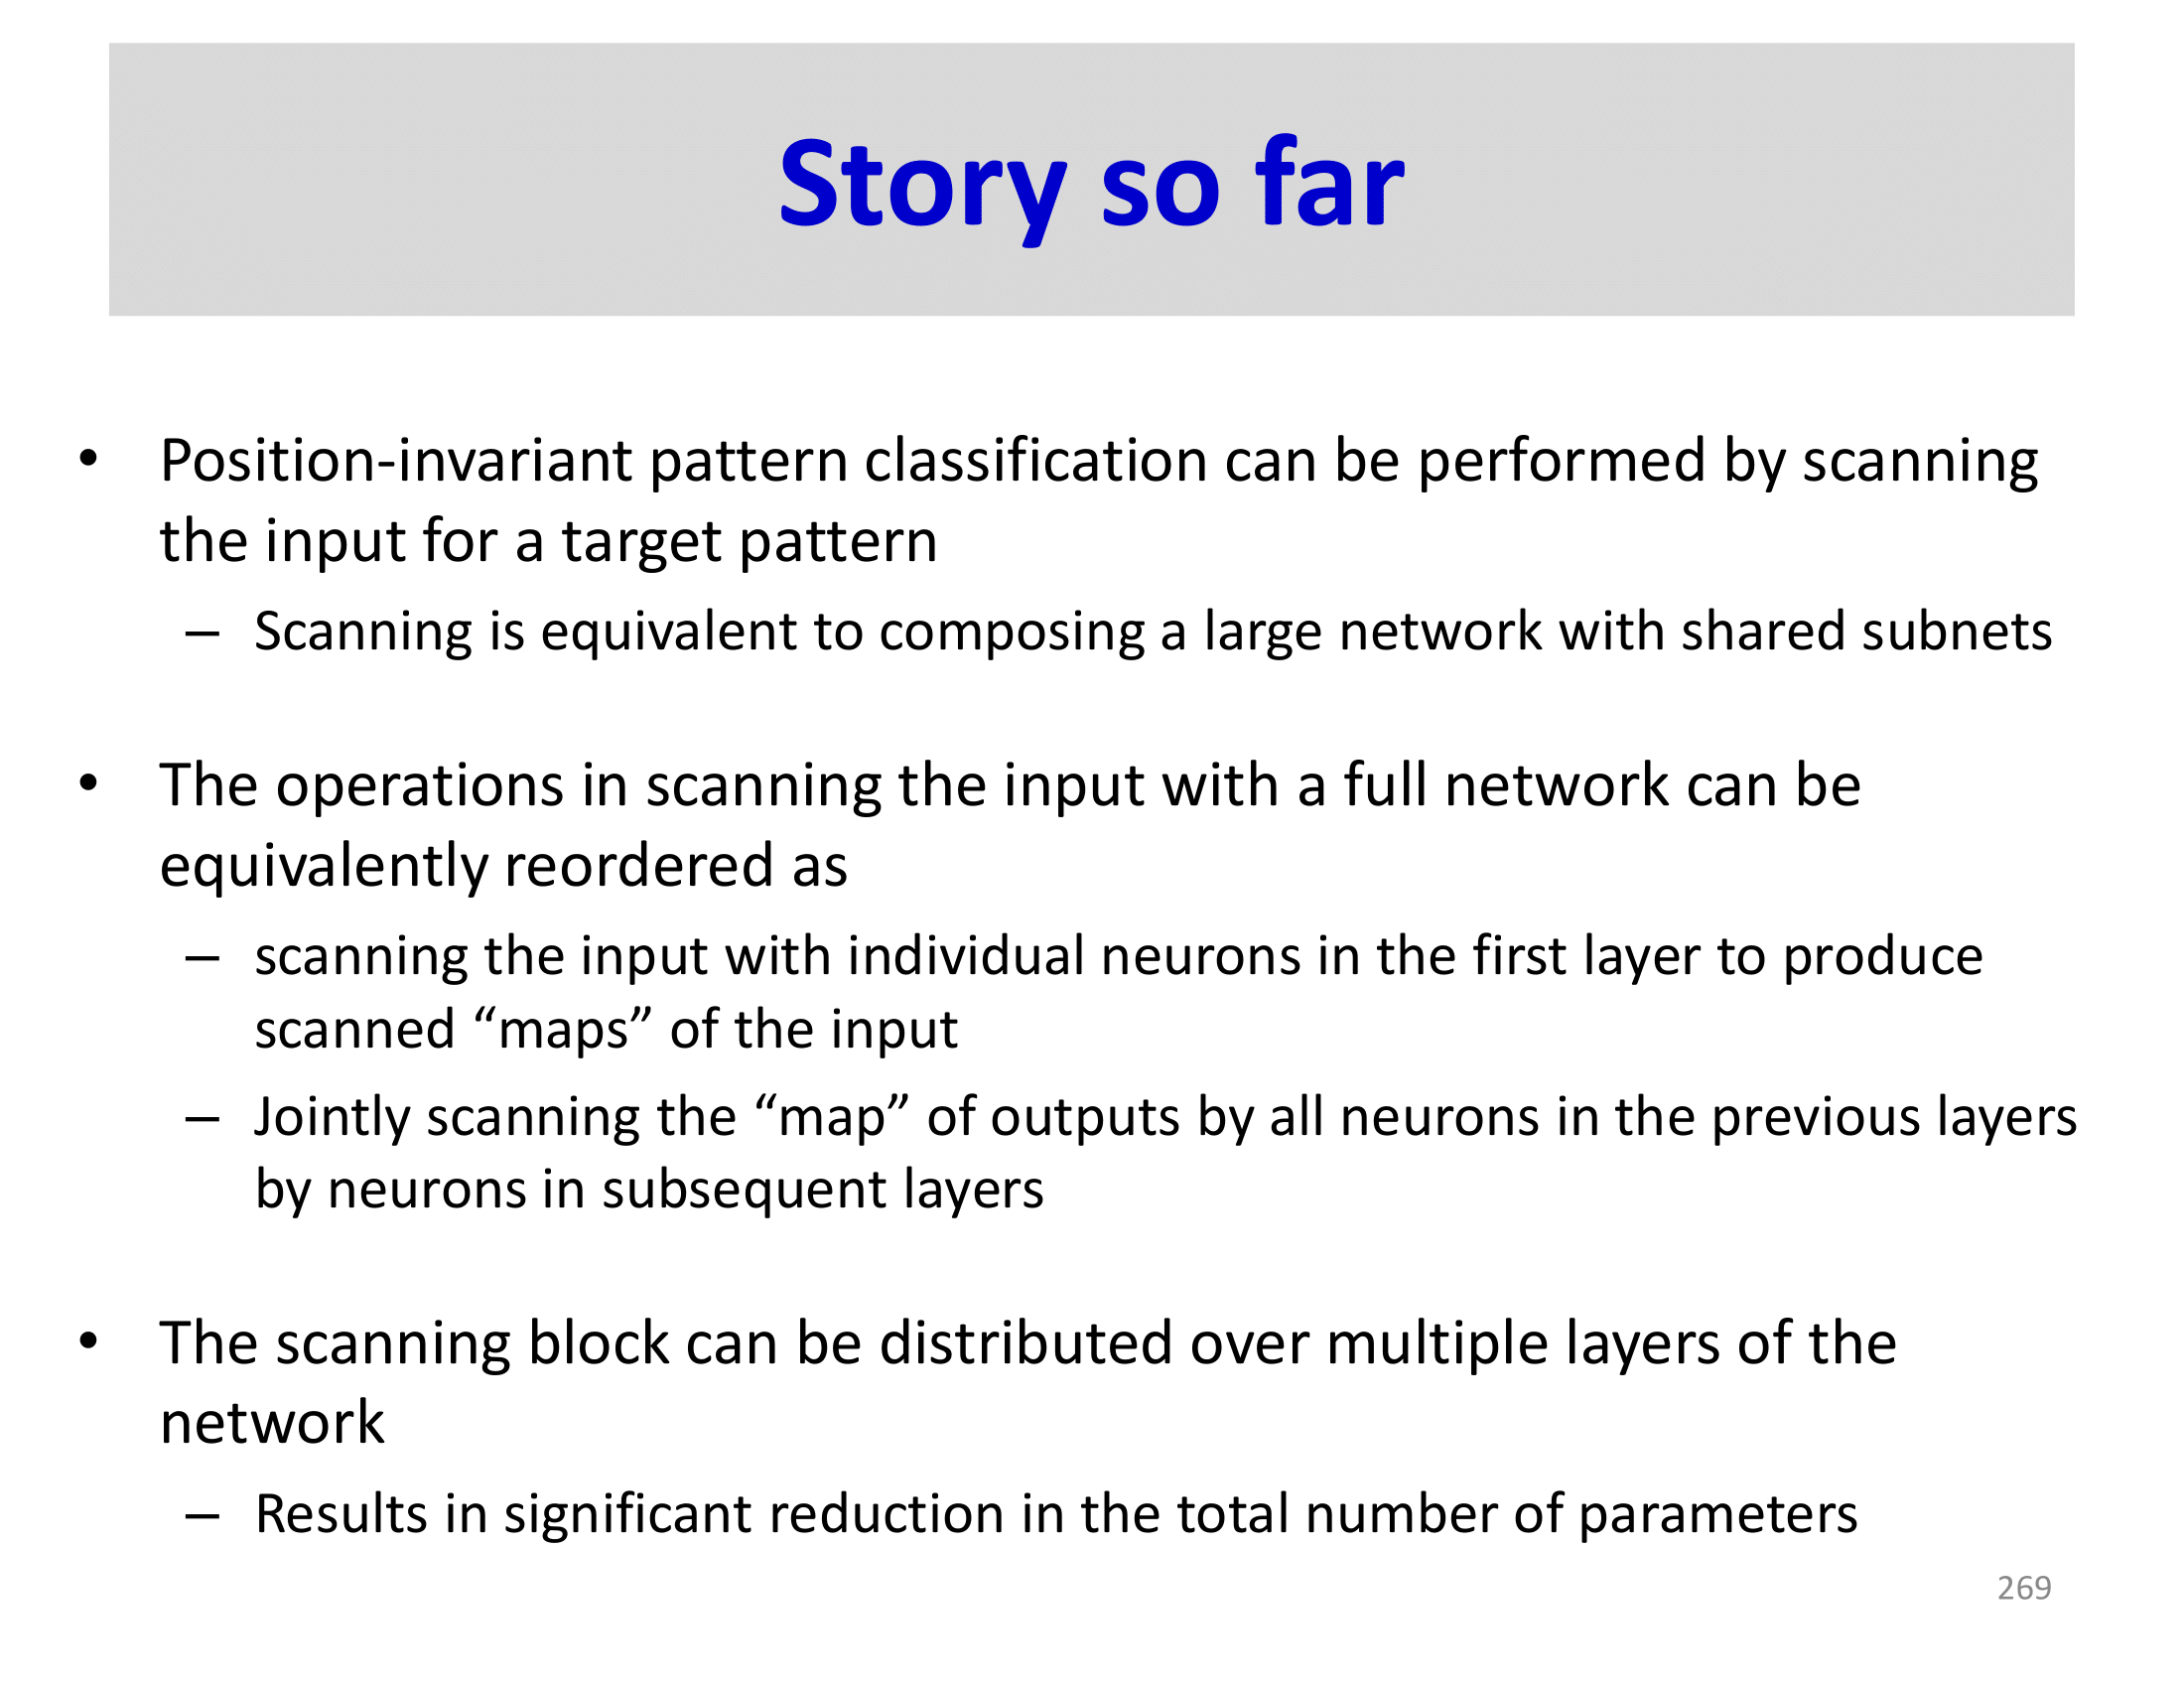 Story so far
• Position-invariant pattern classification can be performed by scanning
the input for a target pattern
– Scanning is equivalent to composing a large network with shared subnets
• The operations in scanning the input with a full network can be
equivalently reordered as
– scanning the input with individual neurons in the first layer to produce
scanned “maps” of the input
– Jointly scanning the “map” of outputs by all neurons in the previous layers
by neurons in subsequent layers
• The scanning block can be distributed over multiple layers of the
network
– Results in significant reduction in the total number of parameters
269